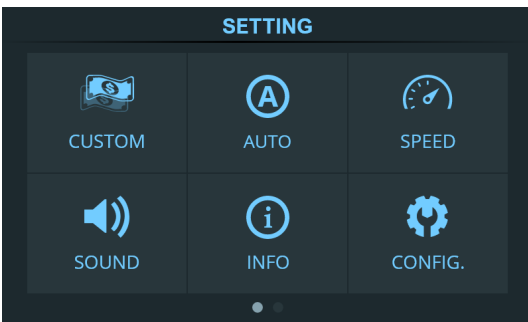 SETTING
CUSTOM
AUTO
SPEED
SOUND
INFO
CONFIG.